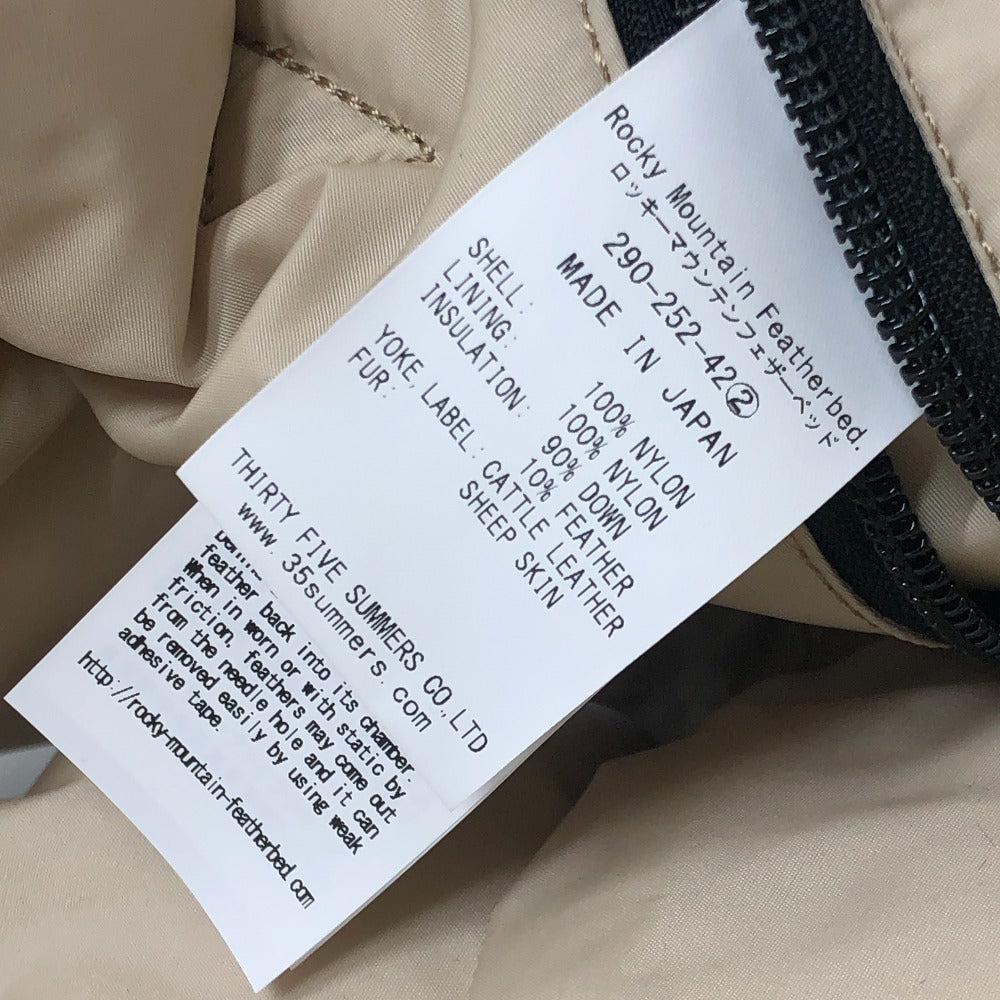 Rocky Mountain Featherbed.
ロッキーマウンテンフェザーベッド
290-252-42②
MADE IN JAPAN
SHELL: 100% NYLON
LINING: 100% NYLON
INSULATION: 90% DOWN
10% FEATHER
YOKE,LABEL: CATTLE LEATHER
FUR: SHEEP SKIN
THIRTY FIVE SUMMERS CO.,LTD
www.35summers.com
feather back into its chamber.
When in worn or with static by
friction, feathers may come out
from the needle hole and it can
be removed easily by using weak
adhesive tape.
http://rocky-mountain-featherbed.com